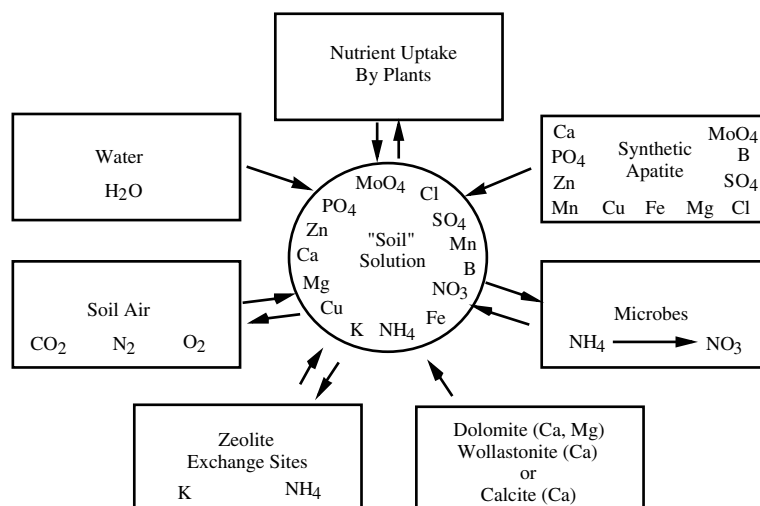 Nutrient Uptake
By Plants
Water
H₂O
Ca
MoO₄
PO₄
Synthetic
Apatite
B
Zn
SO₄
Mn Cu Fe Mg Cl
MoO₄
Cl
PO₄
SO₄
Zn
Mn
"Soil"
Solution
Ca
B
Mg
NO₃
Cu
Fe
K NH₄
Soil Air
CO₂ N₂ O₂
Microbes
NH₄ NO₃
Zeolite
Exchange Sites
K NH₄
Dolomite (Ca, Mg)
Wollastonite (Ca)
or
Calcite (Ca)